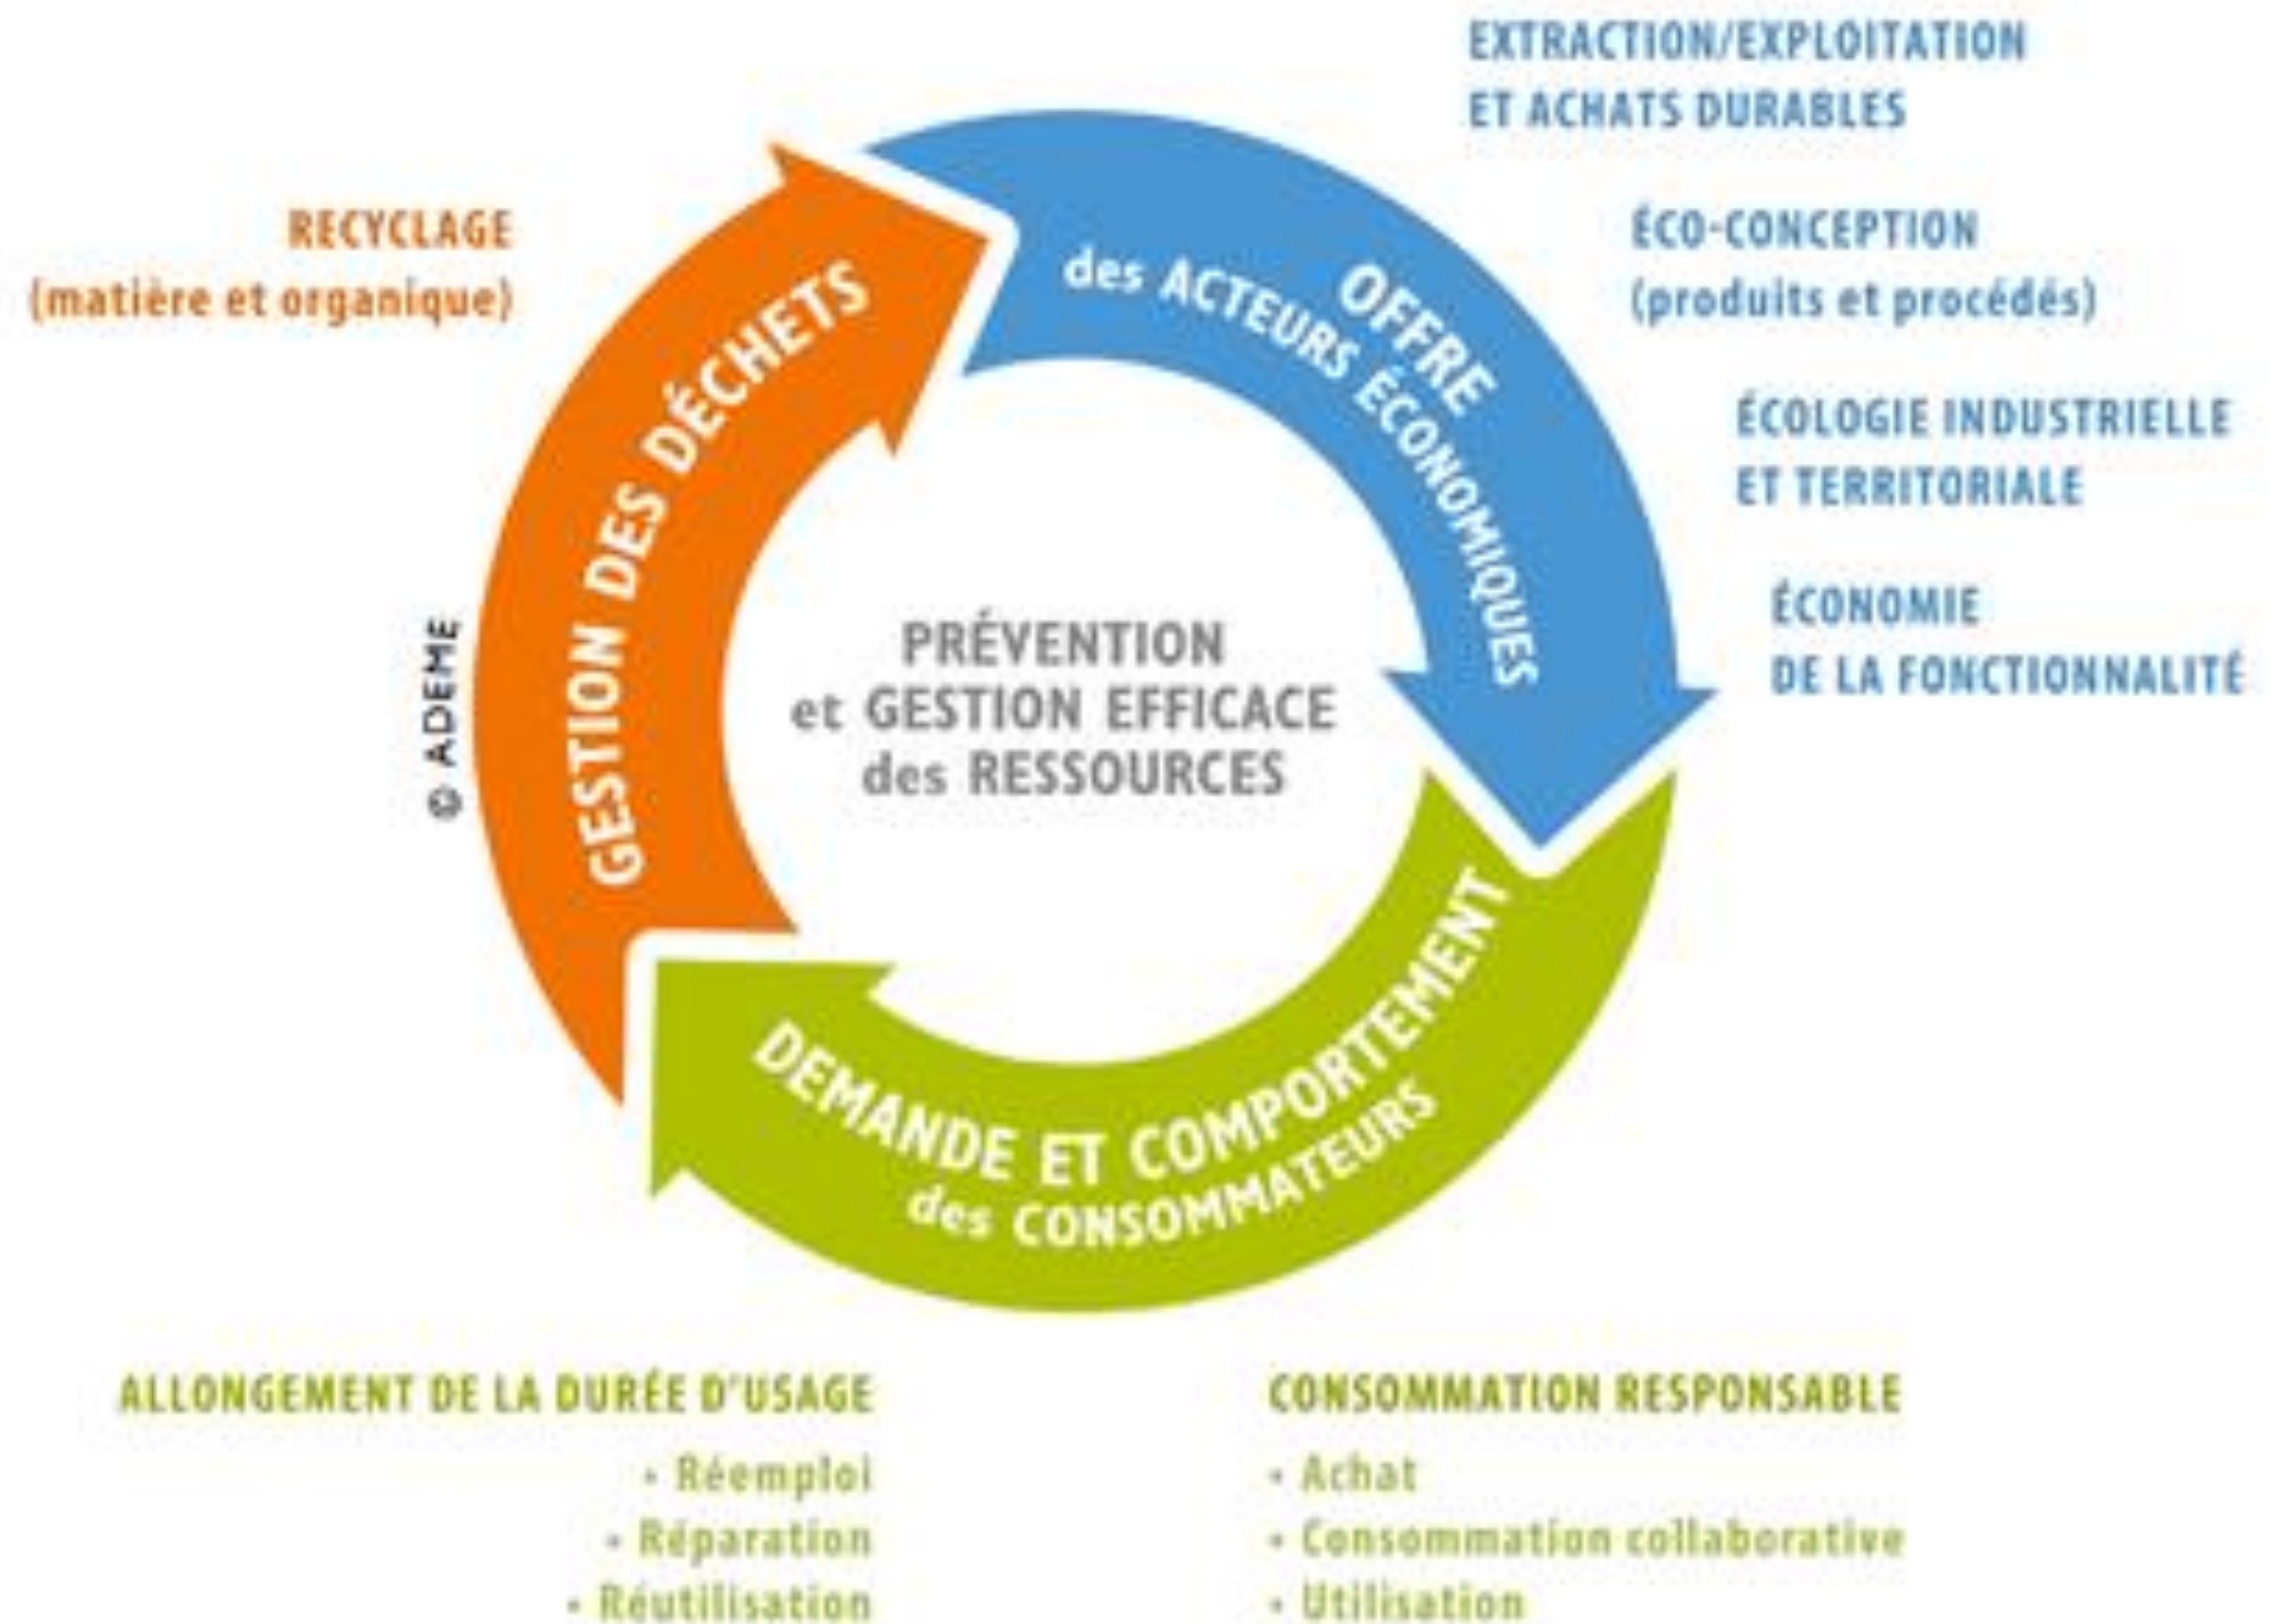 EXTRACTION/EXPLOITATION
ET ACHATS DURABLES
ÉCO-CONCEPTION
(produits et procédés)
ÉCOLOGIE INDUSTRIELLE
ET TERRITORIALE
ÉCONOMIE
DE LA FONCTIONNALITÉ
RECYCLAGE
(matière et organique)
OFFRE
des ACTEURS ÉCONOMIQUES
GESTION DES DÉCHETS
© ADEME
PRÉVENTION
et GESTION EFFICACE
des RESSOURCES
DEMANDE ET COMPORTEMENT
des CONSOMMATEURS
ALLONGEMENT DE LA DURÉE D'USAGE
• Réemploi
• Réparation
• Réutilisation
CONSOMMATION RESPONSABLE
• Achat
• Consommation collaborative
• Utilisation